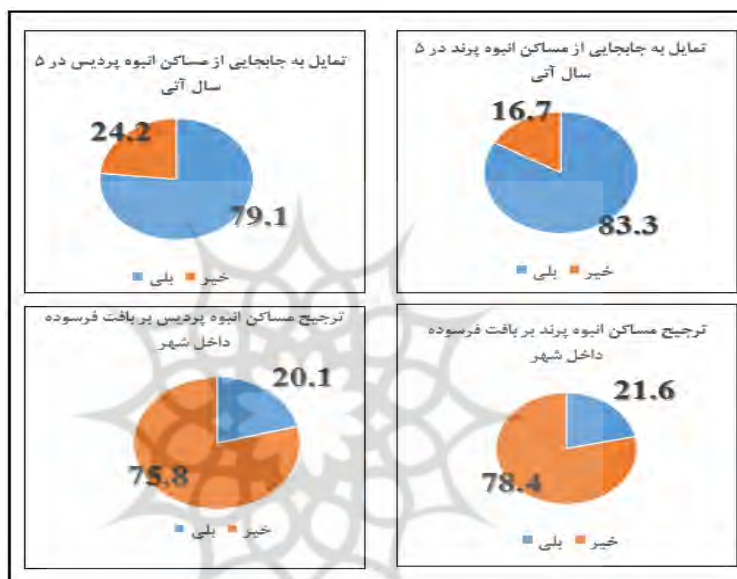 تمایل به جابجایی از مساکن انبوه پرند در ۵
سال آتی
16.7
83.3
بلی خیر
تمایل به جابجایی از مساکن انبوه پردیس در ۵
سال آتی
24.2
79.1
بلی خیر
ترجیح مساکن انبوه پرند بر بافت فرسوده
داخل شهر
21.6
78.4
بلی خیر
ترجیح مساکن انبوه پردیس بر بافت فرسوده
داخل شهر
20.1
75.8
بلی خیر